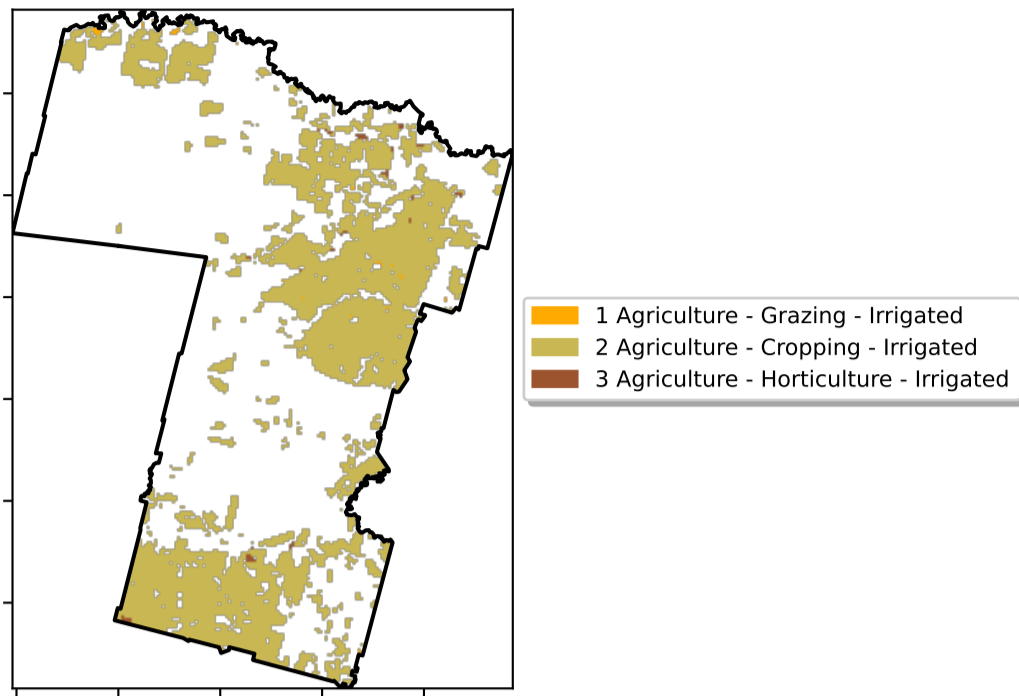 1 Agriculture - Grazing - Irrigated
2 Agriculture - Cropping - Irrigated
3 Agriculture - Horticulture - Irrigated